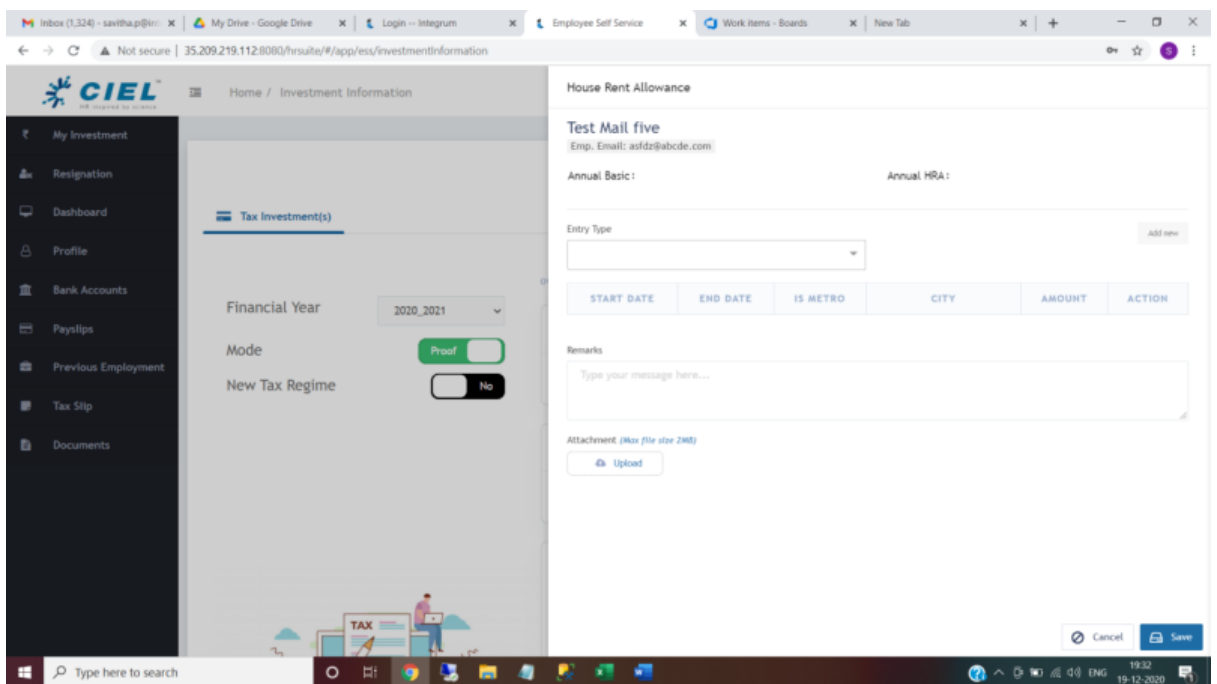 Inbox (1,324) - savitha.p@int
My Drive - Google Drive
Login -- Integrum
Employee Self Service
Work items - Boards
New Tab
Not secure | 35.209.219.112:8080/hrsuite/#/app/ess/investmentInformation
S
CIEL
HR inspired by science
Home / Investment Information
My Investment
Resignation
Dashboard
Profile
Bank Accounts
Payslips
Previous Employment
Tax Slip
Documents
Tax Investment(s)
Financial Year
2020_2021
Mode
Proof
New Tax Regime
No
TAX
House Rent Allowance
Test Mail five
Emp. Email: asfdz@abcde.com
Annual Basic :
Annual HRA :
Entry Type
Add new
START DATE END DATE IS METRO CITY AMOUNT ACTION
Remarks
Type your message here...
Attachment (Max file size 2MB)
Upload
Cancel
Save
Type here to search
ENG
19:32
19-12-2020